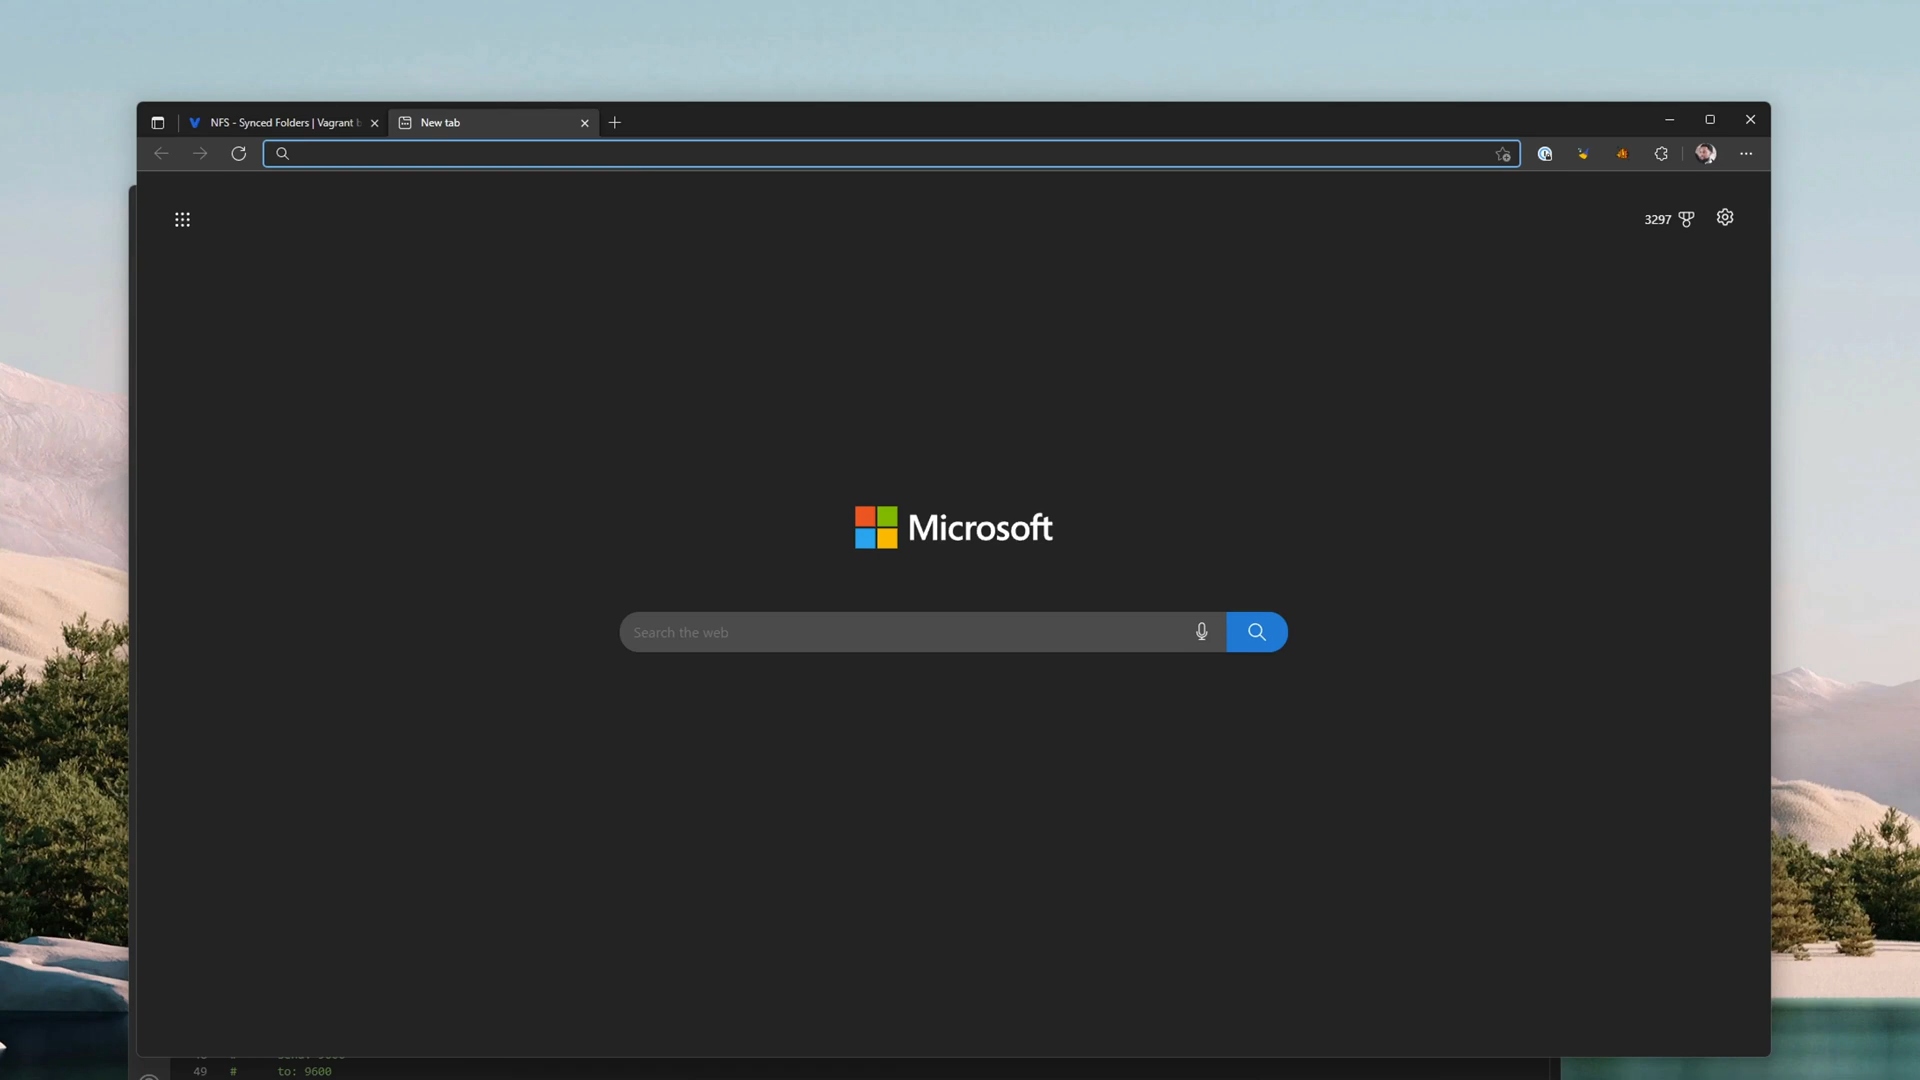 NFS - Synced Folders | Vagrant
New tab
3297
Microsoft
Search the web
49 # to: 9600